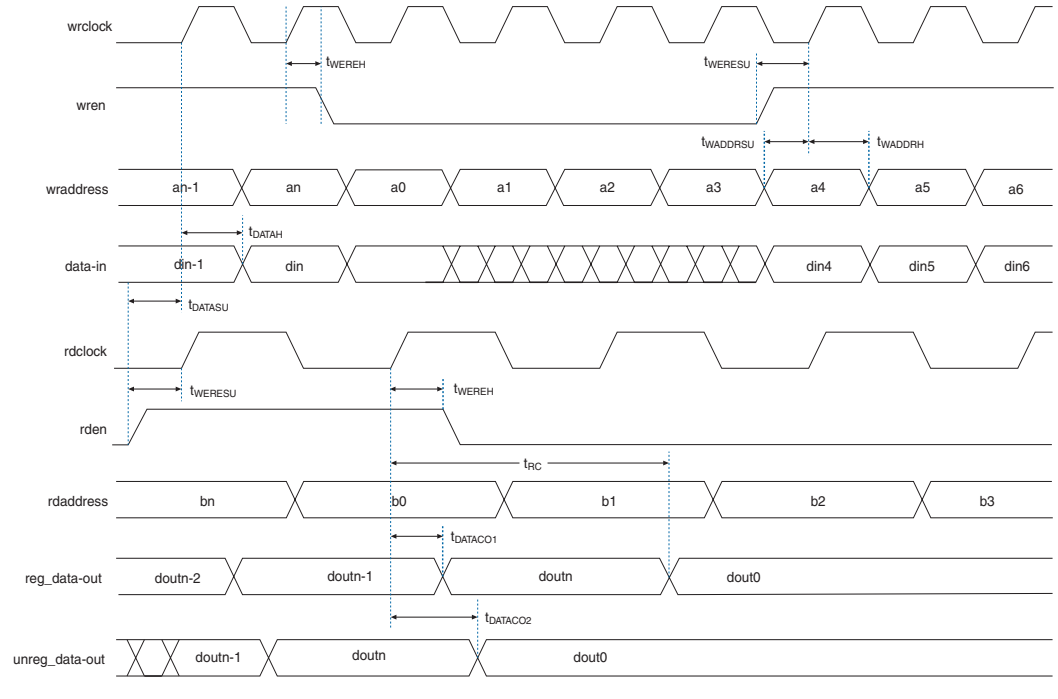 wrclock
tWEREH
tWERESU
wren
tWADDRSU
tWADDRH
wraddress
an-1
an
a0
a1
a2
a3
a4
a5
a6
tDATAH
data-in
din-1
din
din4
din5
din6
tDATASU
rdclock
tWERESU
tWEREH
rden
tRC
rdaddress
bn
b0
b1
b2
b3
tDATACO1
reg_data-out
doutn-2
doutn-1
doutn
dout0
tDATACO2
unreg_data-out
doutn-1
doutn
dout0